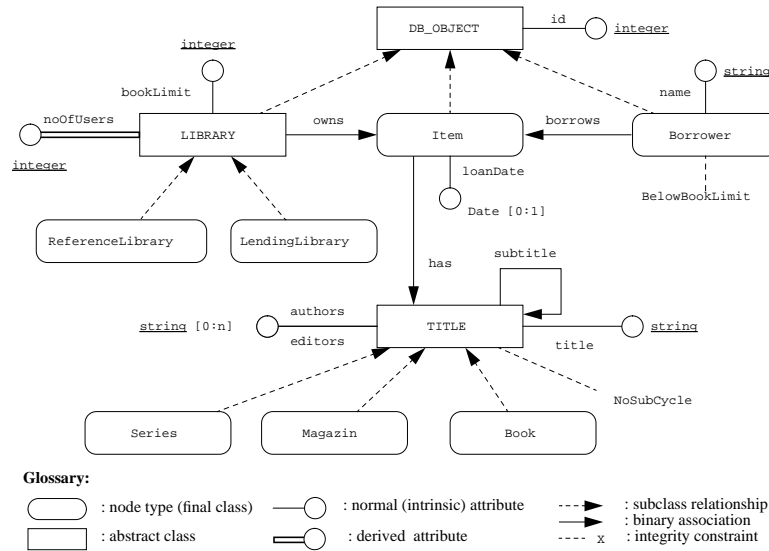 DB_OBJECT
id
integer
integer
bookLimit
string
name
noOfUsers
integer
LIBRARY
owns
Item
borrows
Borrower
loanDate
Date [0:1]
BelowBookLimit
ReferenceLibrary
LendingLibrary
has
subtitle
string [0:n]
authors
editors
TITLE
title
string
NoSubCycle
Series
Magazin
Book
Glossary:
: node type (final class)
: normal (intrinsic) attribute
: subclass relationship
: binary association
: abstract class
: derived attribute
x : integrity constraint